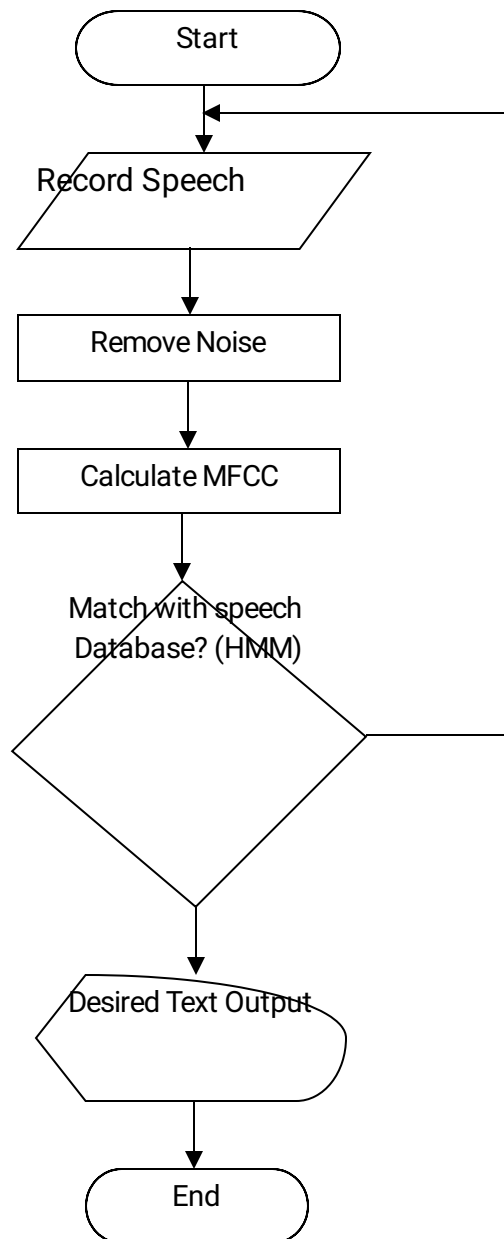 Start
Record Speech
Remove Noise
Calculate MFCC
Match with speech
Database? (HMM)
Desired Text Output
End